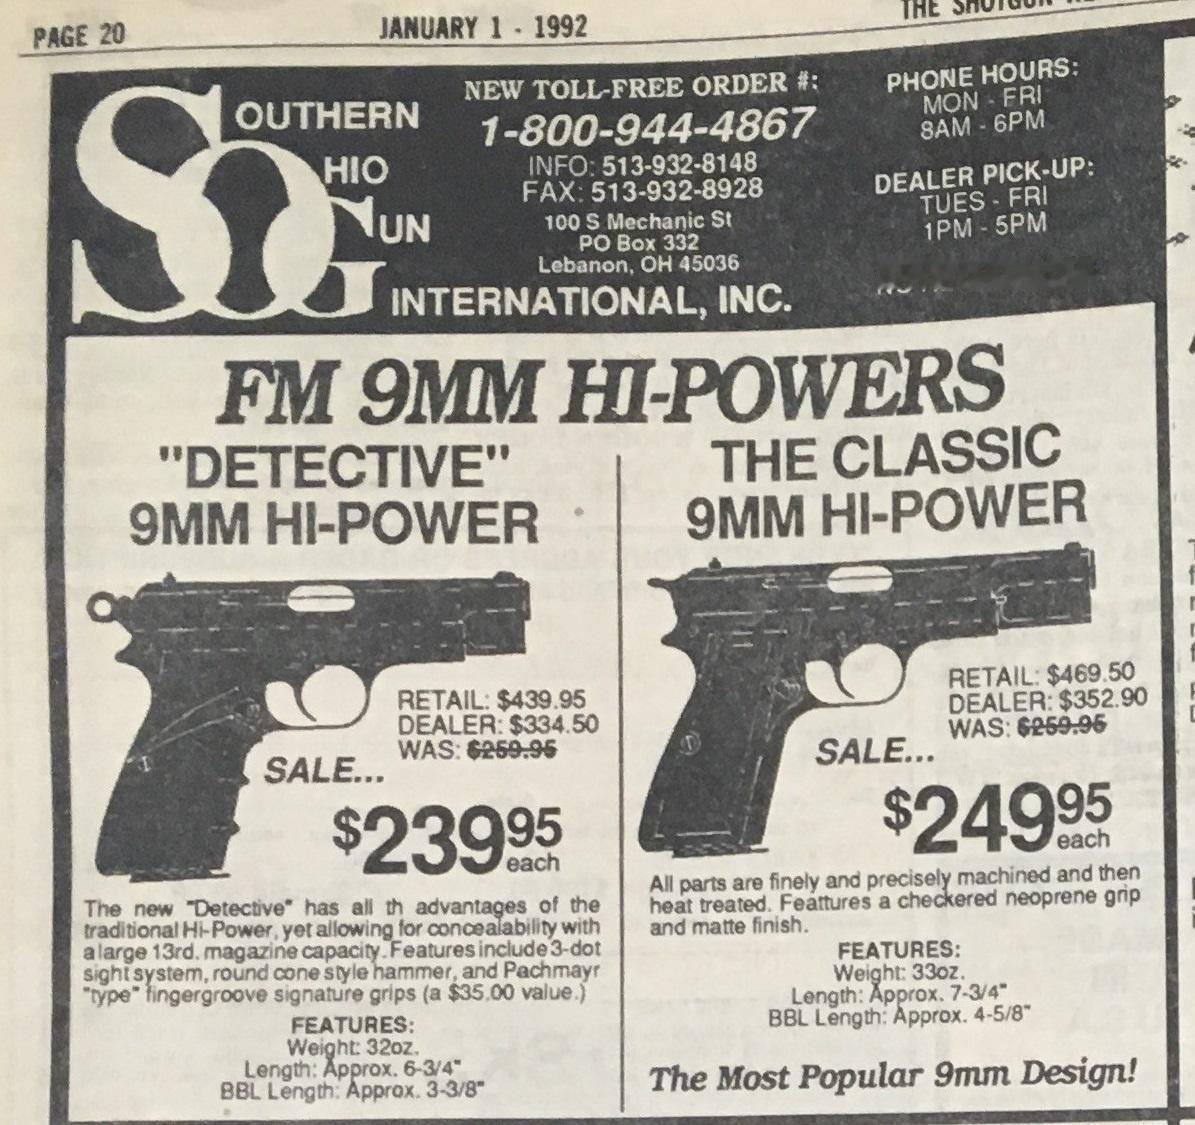 PAGE 20
JANUARY 1 - 1992
THE SHOTGUN
SOUTHERN
OHIO
GUN
INTERNATIONAL, INC.
NEW TOLL-FREE ORDER #:
1-800-944-4867
INFO: 513-932-8148
FAX: 513-932-8928
100 S Mechanic St
PO Box 332
Lebanon, OH 45036
PHONE HOURS:
MON - FRI
8AM - 6PM
DEALER PICK-UP:
TUES - FRI
1PM - 5PM
FM 9MM HI-POWERS
"DETECTIVE"
9MM HI-POWER
RETAIL: $439.95
DEALER: $334.50
WAS: $259.95
SALE...
$239.95
each
The new "Detective" has all th advantages of the
traditional Hi-Power, yet allowing for concealability with
a large 13rd. magazine capacity. Features include 3-dot
sight system, round cone style hammer, and Pachmayr
"type" fingergroove signature grips (a $35.00 value.)
FEATURES:
Weight: 32oz.
Length: Approx. 6-3/4"
BBL Length: Approx. 3-3/8"
THE CLASSIC
9MM HI-POWER
RETAIL: $469.50
DEALER: $352.90
WAS: $259.95
SALE...
$249.95
each
All parts are finely and precisely machined and then
heat treated. Feattures a checkered neoprene grip
and matte finish.
FEATURES:
Weight: 33oz.
Length: Approx. 7-3/4"
BBL Length: Approx. 4-5/8"
The Most Popular 9mm Design!